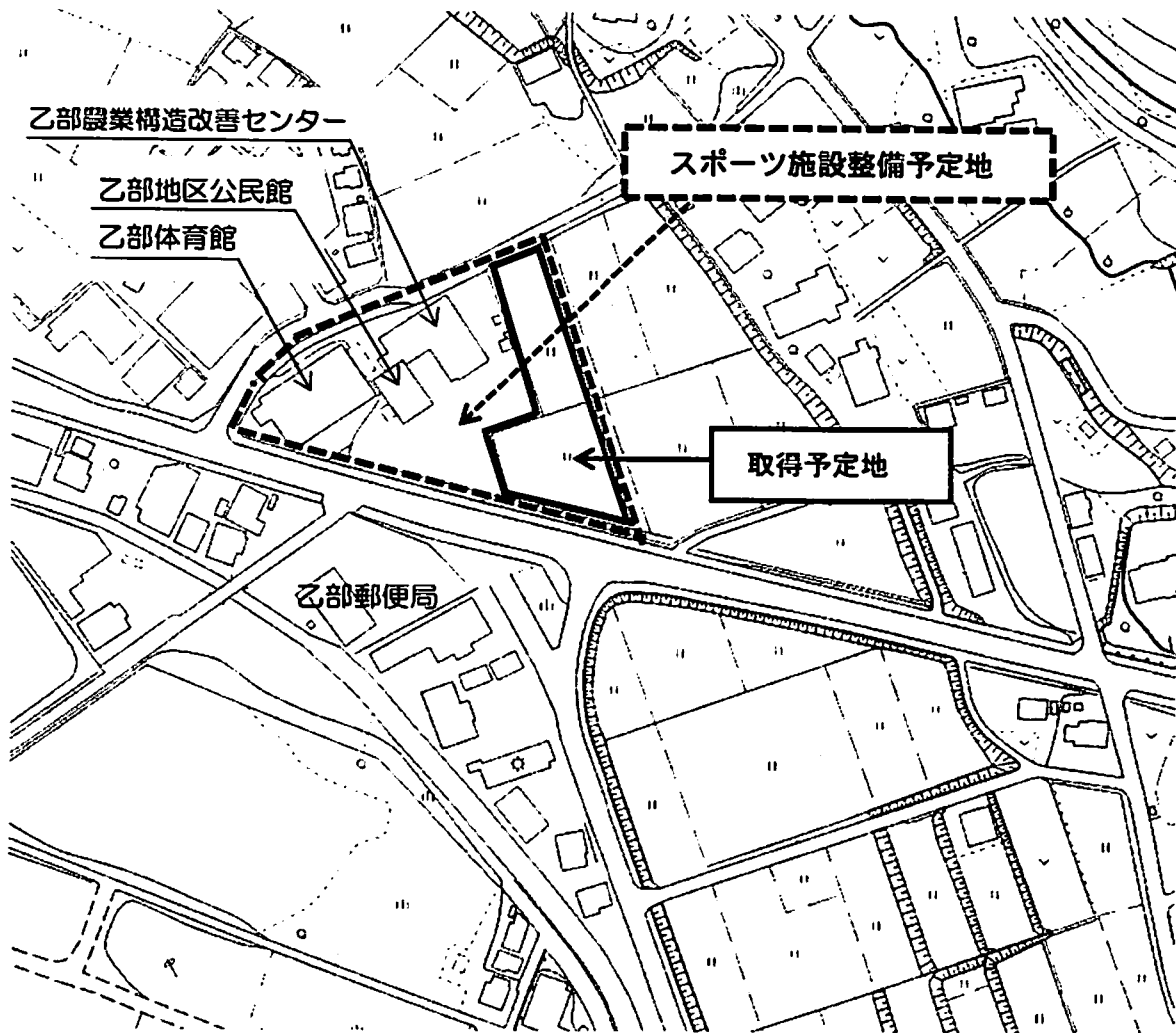 乙部農業構造改善センター
スポーツ施設整備予定地
乙部地区公民館
乙部体育館
取得予定地
乙部郵便局